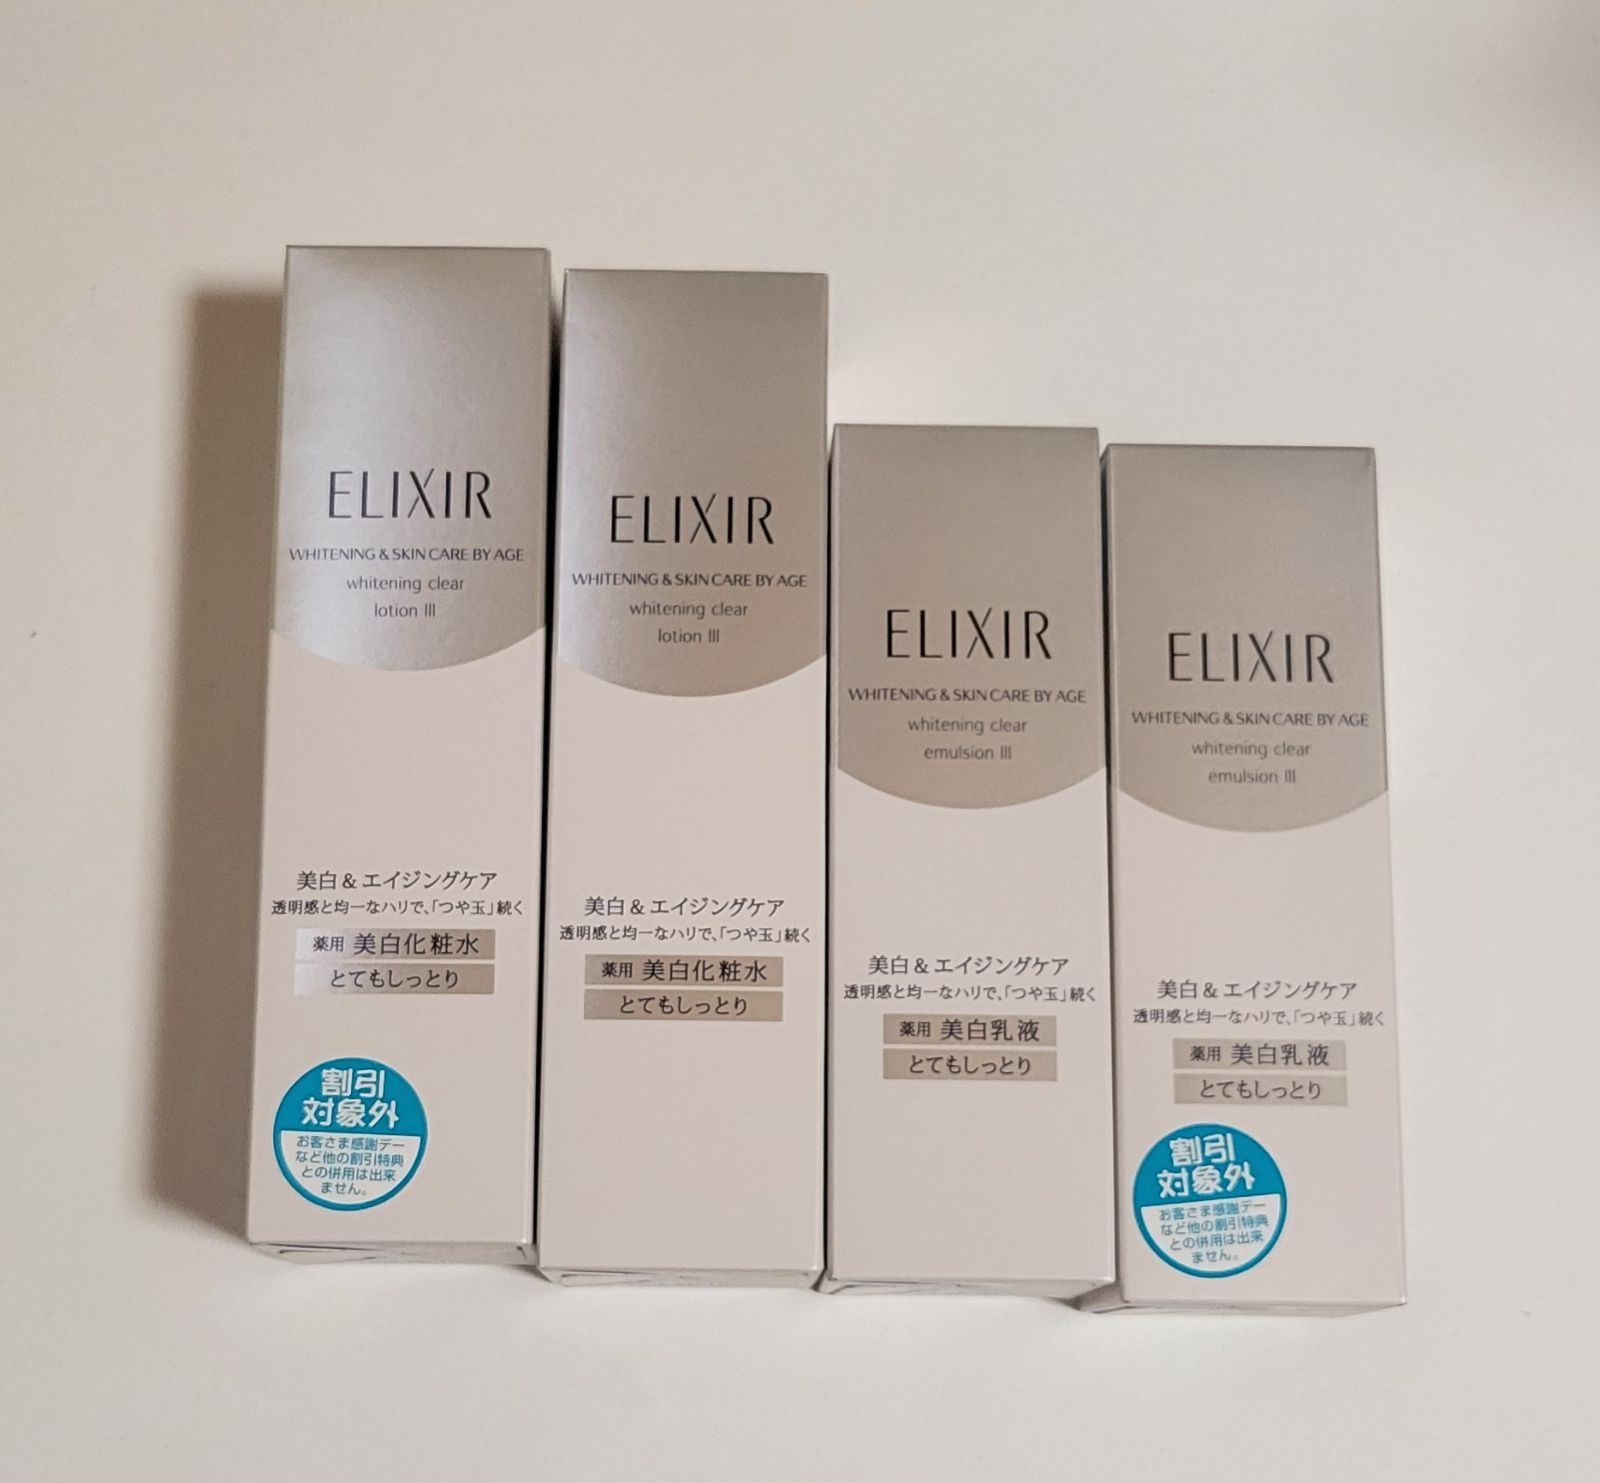 ELIXIR
WHITENING & SKIN CARE BY AGE
whitening clear
lotion III
美白&エイジングケア
透明感と均一なハリで、「つや玉」続く
薬用 美白化粧水
とてもしっとり
割引
対象外
お客さま感謝デー
など他の割引特典
との併用は出来
ません。
ELIXIR
WHITENING & SKIN CARE BY AGE
whitening clear
lotion III
美白&エイジングケア
透明感と均一なハリで、「つや玉」続く
薬用 美白化粧水
とてもしっとり
ELIXIR
WHITENING & SKIN CARE BY AGE
whitening clear
emulsion III
美白&エイジングケア
透明感と均一なハリで、「つや玉」続く
薬用 美白乳液
とてもしっとり
ELIXIR
WHITENING & SKIN CARE BY AGE
whitening clear
emulsion III
美白&エイジングケア
透明感と均一なハリで、「つや玉」続く
薬用 美白乳液
とてもしっとり
割引
対象外
お客さま感謝デー
など他の割引特典
との併用は出来
ません。